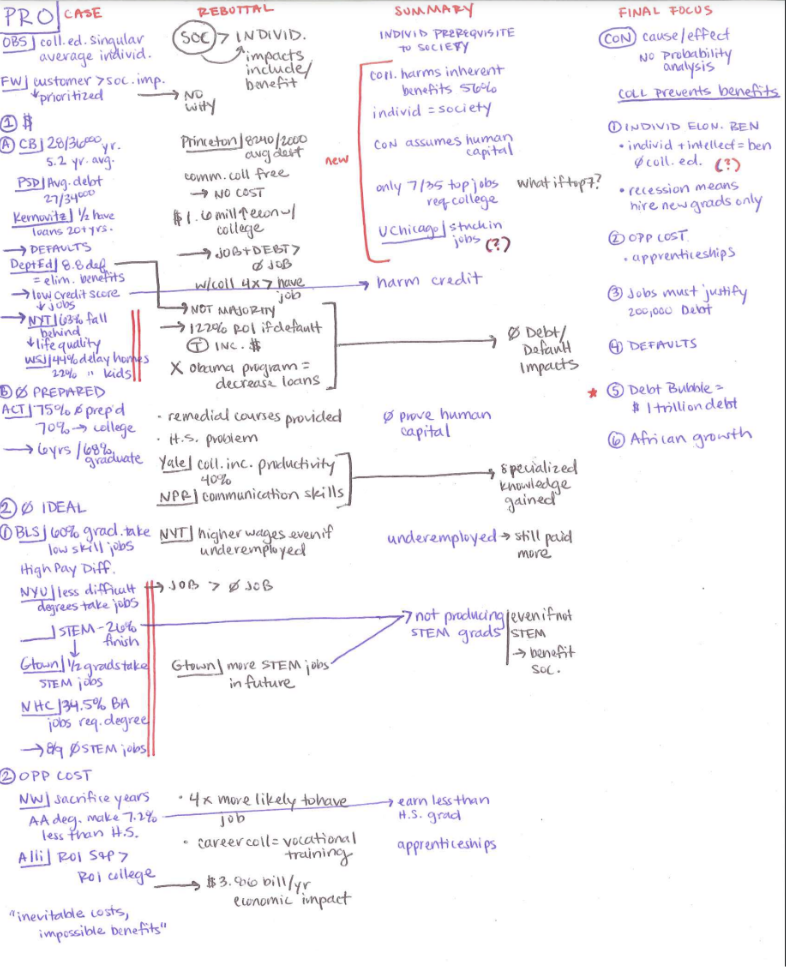 PRO CASE
OBS coll.ed.singular
average individ.
FW customer > soc.imp.
prioritized
① $
Ⓐ CB 28/36000 yr.
5.2 yr. avg.
PSD Avg. debt
27/34000
Kernovitz ½ have
loans 20+yrs.
→ DEFAULTS
Dept Ed 8.8 def
= elim. benefits
→ low credit score
↓ jobs
→ NYT 63% fall
behind
↓ life quality
WSJ 44% delay homes
22% " kids
Ⓑ Ø PREPARED
ACT 75% Ø prep'd
70% → college
→ 6yrs/68%
graduate
② Ø IDEAL
① BLS 60% grad. take
low skill jobs
High Pay Diff.
NYU less difficult
degrees take jobs
STEM - 26%
finish
Gtown ½ grads take
STEM jobs
NHC 34.5% BA
jobs req. degree
→ 8/9 Ø STEM jobs
② OPP COST
NW sacrifice years
AA deg. make 7.2%
less than H.S.
Alli ROI S&P >
ROI college
"inevitable costs,
impossible benefits"
REBUTTAL
SOC > INDIVID.
impacts
include/
benefit
→ NO
WHY
Princeton 8240/2000
avg debt
comm. coll free
→ NO COST
$1.6 mill ↑ econ w/
college
→ JOB + DEBT >
Ø JOB
w/coll 4x > have
job
→ NOT MAJORITY
→ 122% ROI if default
Ⓣ INC. $
X Obama program =
decrease loans
· remedial courses provided
· H.S. problem
Yale coll. inc. productivity
40%
NPR communication skills
NYT higher wages even if
underemployed
→ JOB > Ø JOB
Gtown more STEM jobs
in future
· 4x more likely to have
job
· career coll = vocational
training
→ $3.86 bill/yr
economic impact
SUMMARY
INDIVID PREREQUISITE
TO SOCIETY
new
coll. harms inherent
benefits 56%
individ = society
CON assumes human
capital
only 7/35 top jobs
req college
what if top 7?
UChicago stuck in
jobs (?)
→ harm credit
Ø Debt/
Default
Impacts
Ø prove human
capital
specialized
knowledge
gained
underemployed → still paid
more
not producing
STEM grads
even if not
STEM
→ benefit
soc.
→ earn less than
H.S. grad
apprenticeships
FINAL FOCUS
CON cause/effect
NO Probability
analysis
COLL prevents benefits
① INDIVID ECON. BEN
· individ + intellect = ben
Ø coll. ed. (?)
· recession means
hire new grads only
② OPP COST
· apprenticeships
③ Jobs must justify
200,000 Debt
④ DEFAULTS
* ⑤ Debt Bubble =
$ 1 trillion debt
⑥ African growth